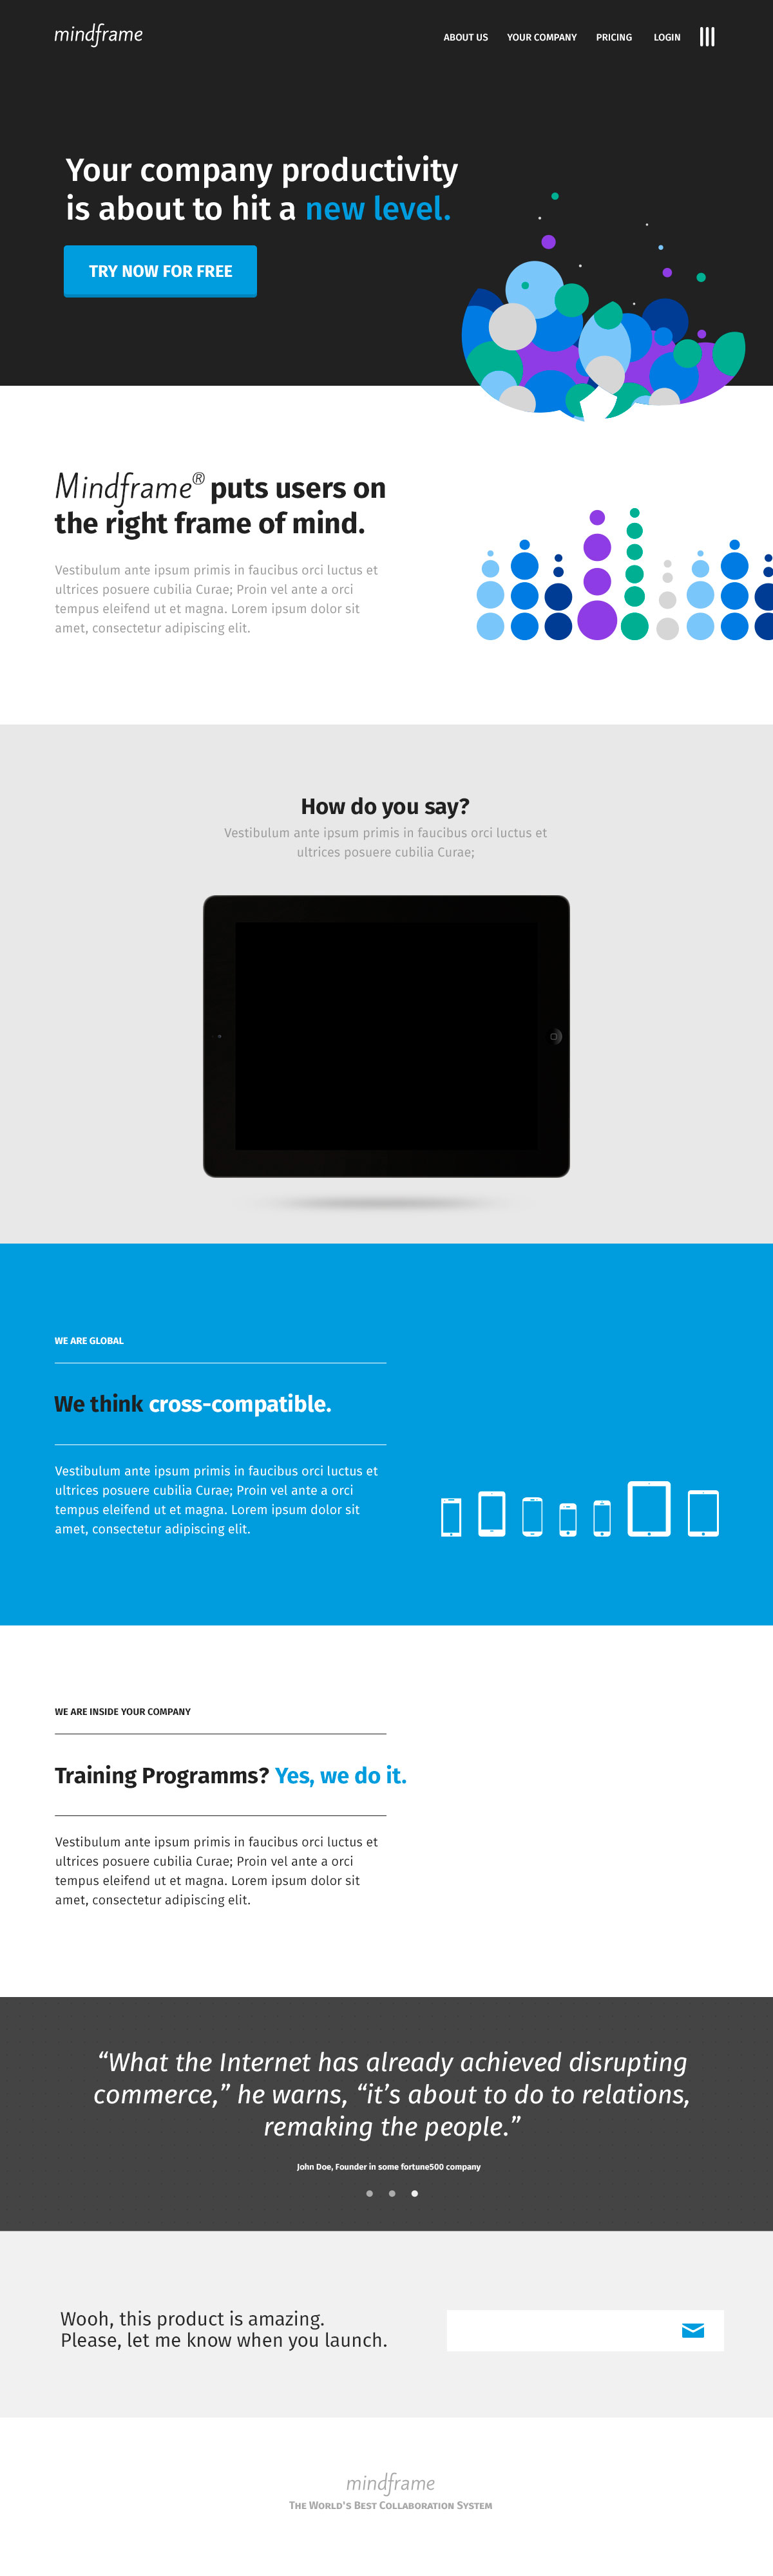 mindframe
ABOUT US YOUR COMPANY PRICING LOGIN
Your company productivity
is about to hit a new level.
TRY NOW FOR FREE
Mindframe® puts users on
the right frame of mind.
Vestibulum ante ipsum primis in faucibus orci luctus et
ultrices posuere cubilia Curae; Proin vel ante a orci
tempus eleifend ut et magna. Lorem ipsum dolor sit
amet, consectetur adipiscing elit.
How do you say?
Vestibulum ante ipsum primis in faucibus orci luctus et
ultrices posuere cubilia Curae;
WE ARE GLOBAL
We think cross-compatible.
Vestibulum ante ipsum primis in faucibus orci luctus et
ultrices posuere cubilia Curae; Proin vel ante a orci
tempus eleifend ut et magna. Lorem ipsum dolor sit
amet, consectetur adipiscing elit.
WE ARE INSIDE YOUR COMPANY
Training Programms? Yes, we do it.
Vestibulum ante ipsum primis in faucibus orci luctus et
ultrices posuere cubilia Curae; Proin vel ante a orci
tempus eleifend ut et magna. Lorem ipsum dolor sit
amet, consectetur adipiscing elit.
“What the Internet has already achieved disrupting
commerce,” he warns, “it’s about to do to relations,
remaking the people.”
John Doe, Founder in some fortune500 company
Wooh, this product is amazing.
Please, let me know when you launch.
mindframe
The World's Best Collaboration System